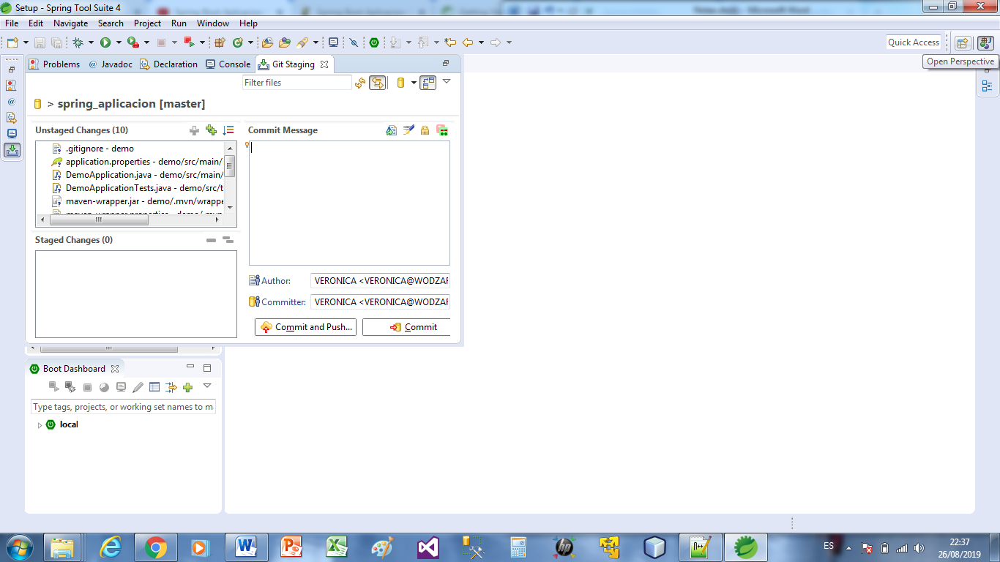 Setup - Spring Tool Suite 4
File Edit Navigate Search Project Run Window Help
Quick Access
Open Perspective
Problems @ Javadoc Declaration Console Git Staging
Filter files
> spring_aplicacion [master]
Unstaged Changes (10)
.gitignore - demo
application.properties - demo/src/main/
DemoApplication.java - demo/src/main/
DemoApplicationTests.java - demo/src/t
maven-wrapper.jar - demo/.mvn/wrappe
Staged Changes (0)
Commit Message
Author: VERONICA <VERONICA@WODZAF
Committer: VERONICA <VERONICA@WODZAF
Commit and Push... Commit
Boot Dashboard
Type tags, projects, or working set names to m
local
ES 22:37
26/08/2019